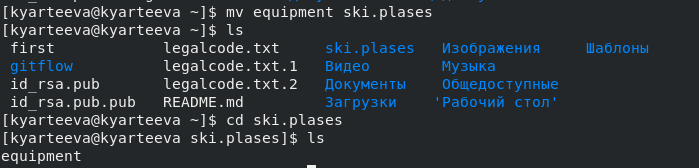 [kyarteeva@kyarteeva ~]$ mv equipment ski.plases
[kyarteeva@kyarteeva ~]$ ls
first legalcode.txt ski.plases Изображения Шаблоны
gitflow legalcode.txt.1 Видео Музыка
id_rsa.pub legalcode.txt.2 Документы Общедоступные
id_rsa.pub.pub README.md Загрузки 'Рабочий стол'
[kyarteeva@kyarteeva ~]$ cd ski.plases
[kyarteeva@kyarteeva ski.plases]$ ls
equipment